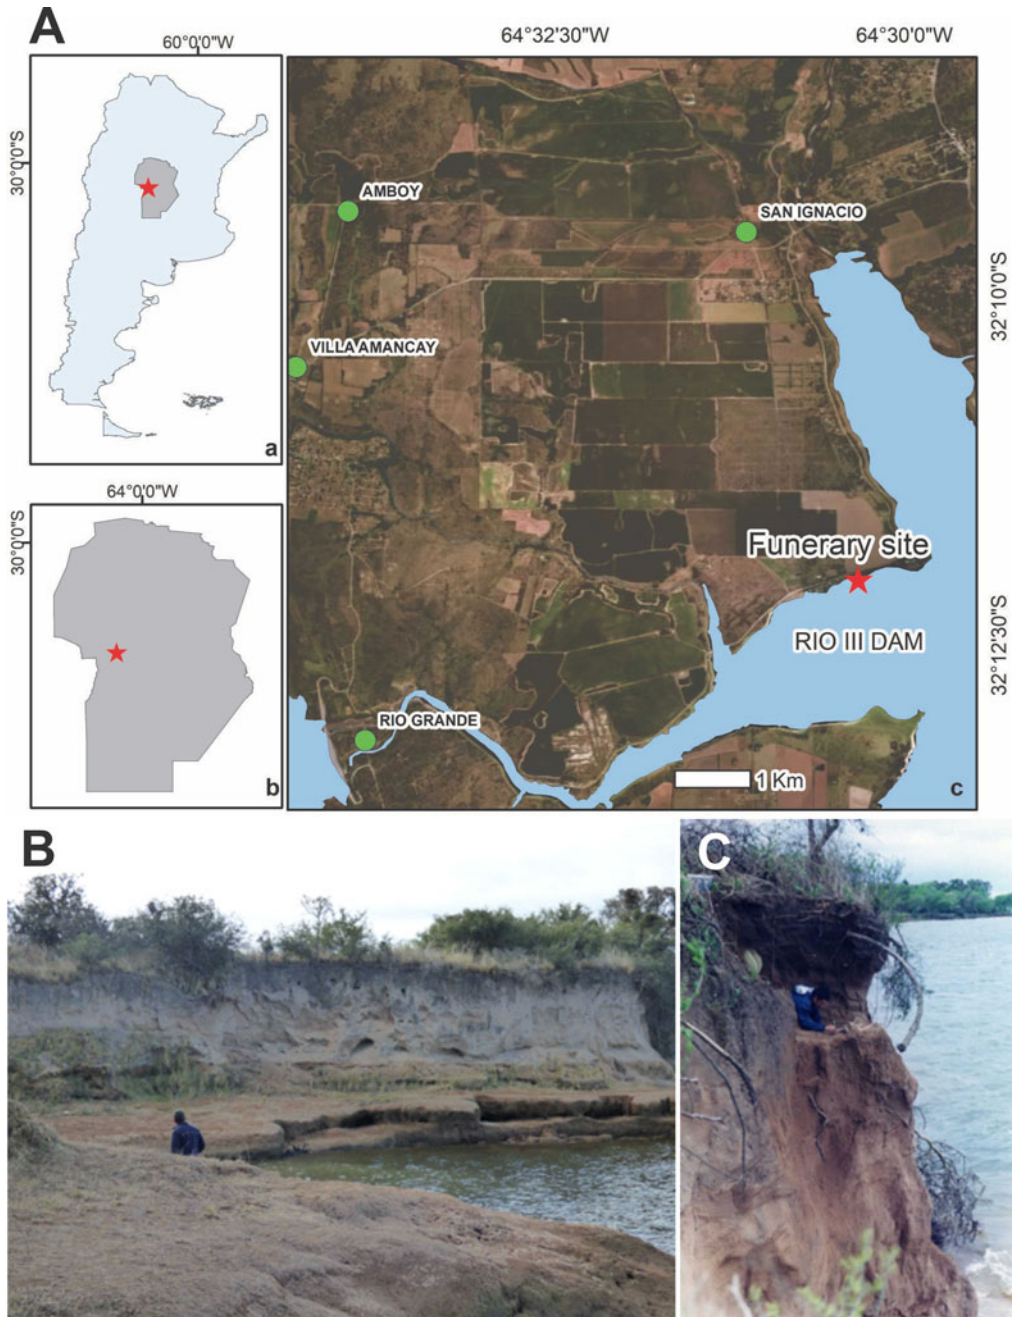 A
60°0'0"W
64°32'30"W
64°30'0"W
30°0'0"S
AMBOY
SAN IGNACIO
32°10'0"S
VILLA AMANCAY
a
64°0'0"W
30°0'0"S
Funerary site
RIO III DAM
32°12'30"S
RIO GRANDE
1 Km
b
c
B
C